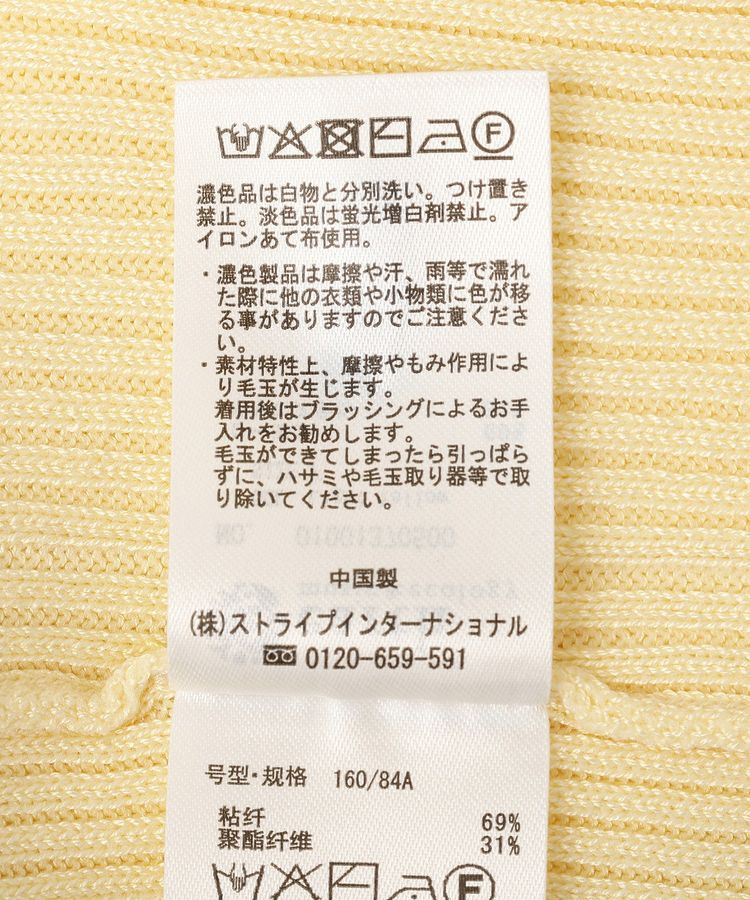 F
濃色品は白物と分別洗い。つけ置き
禁止。淡色品は蛍光増白剤禁止。ア
イロンあて布使用。
・濃色製品は摩擦や汗、雨等で濡れ
た際に他の衣類や小物類に色が移
る事がありますのでご注意くださ
い。
・素材特性上、摩擦やもみ作用によ
り毛玉が生じます。
着用後はブラッシングによるお手
入れをお勧めします。
毛玉ができてしまったら引っぱら
ずに、ハサミや毛玉取り器等で取
り除いてください。
中国製
(株)ストライプインターナショナル
0120-659-591
号型·规格 160/84A
粘纤 69%
聚酯纤维 31%
F